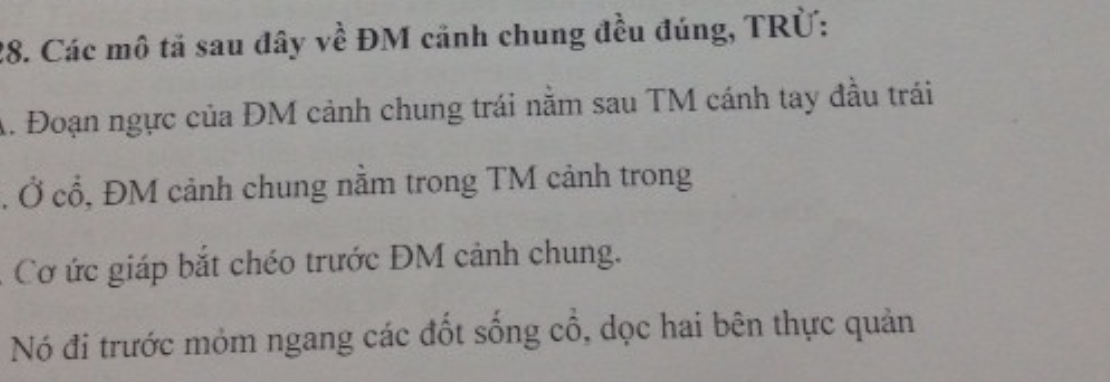 28. Các mô tả sau đây về ĐM cảnh chung đều đúng, TRỪ:
A. Đoạn ngực của ĐM cảnh chung trái nằm sau TM cánh tay đầu trái
. Ở cổ, ĐM cảnh chung nằm trong TM cảnh trong
. Cơ ức giáp bắt chéo trước ĐM cảnh chung.
Nó đi trước mỏm ngang các đốt sống cổ, dọc hai bên thực quản